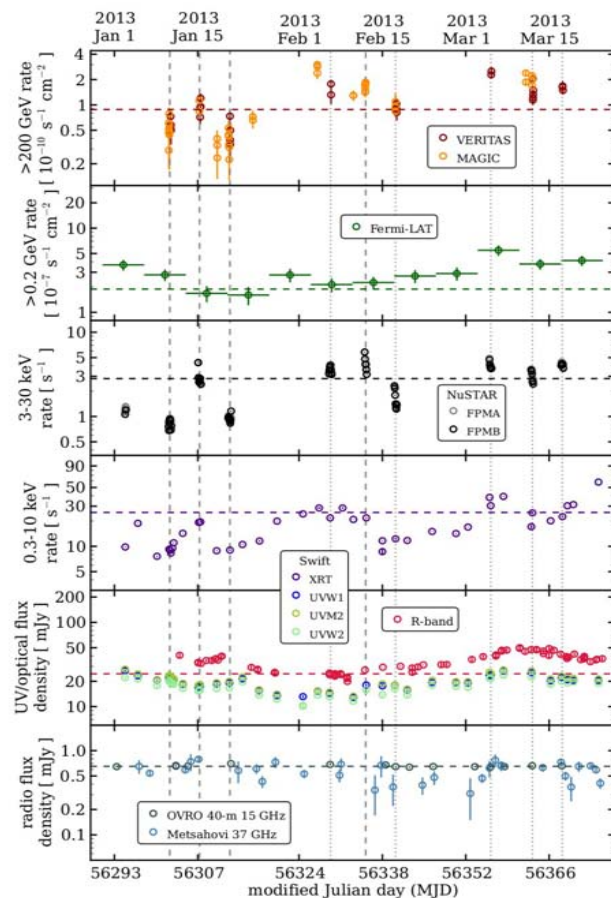 2013 2013 2013 2013 2013 2013
Jan 1 Jan 15 Feb 1 Feb 15 Mar 1 Mar 15
>200 GeV rate
[ 10⁻¹⁰ s⁻¹ cm⁻² ]
4
2
1
0.5
0.2
VERITAS
MAGIC
>0.2 GeV rate
[ 10⁻⁷ s⁻¹ cm⁻² ]
20
10
5
3
2
1
Fermi-LAT
3-30 keV
rate [ s⁻¹ ]
10
5
1
0.5
NuSTAR
FPMA
FPMB
0.3-10 keV
rate [ s⁻¹ ]
90
50
30
10
5
Swift
XRT
UVW1
UVM2
UVW2
UV/optical flux
density [ mJy ]
200
100
50
20
10
R-band
radio flux
density [ mJy ]
1.0
0.5
0.1
OVRO 40-m 15 GHz
Metsahovi 37 GHz
56293 56307 56324 56338 56352 56366
modified Julian day (MJD)